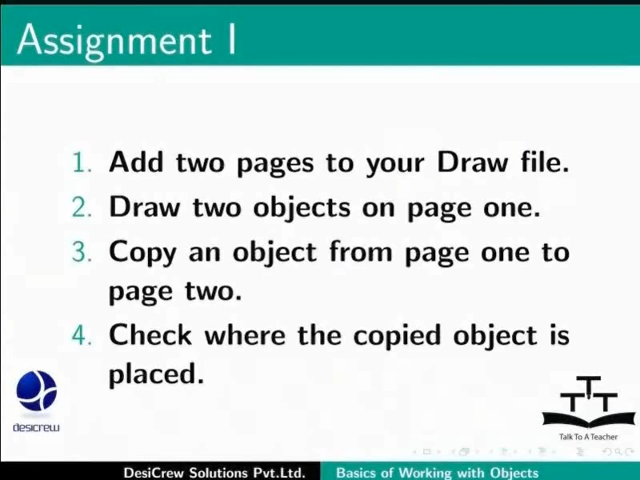 Assignment I
1. Add two pages to your Draw file.
2. Draw two objects on page one.
3. Copy an object from page one to
page two.
4. Check where the copied object is
placed.
desicrew
TTT
Talk To A Teacher
DesiCrew Solutions Pvt.Ltd. Basics of Working with Objects